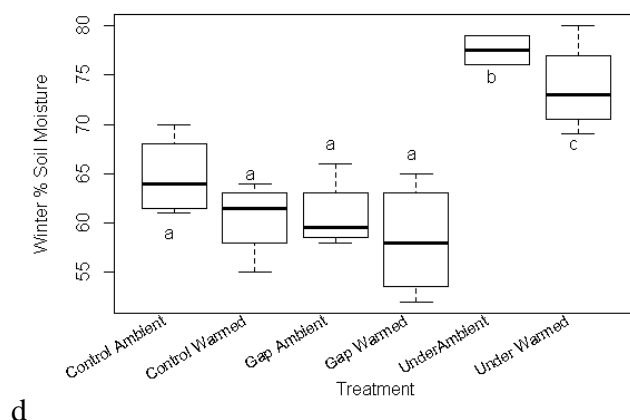 Winter % Soil Moisture
80
75
70
65
60
55
a
a
a
a
b
c
Control Ambient
Control Warmed
Gap Ambient
Gap Warmed
UnderAmbient
Under Warmed
Treatment
d